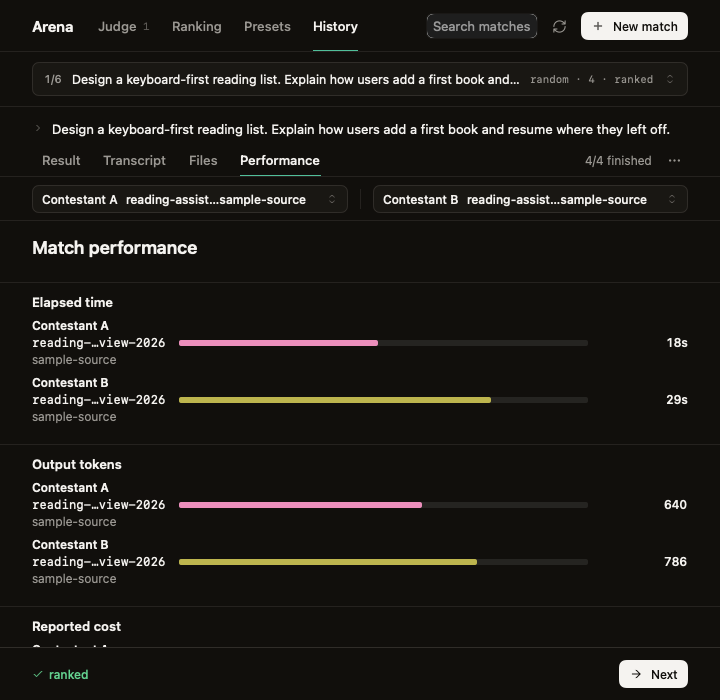 Arena Judge 1 Ranking Presets History Search matches + New match
1/6 Design a keyboard-first reading list. Explain how users add a first book and... random · 4 · ranked
Design a keyboard-first reading list. Explain how users add a first book and resume where they left off.
Result Transcript Files Performance 4/4 finished ...
Contestant A reading-assist...sample-source Contestant B reading-assist...sample-source
Match performance
Elapsed time
Contestant A
reading-…view-2026 18s
sample-source
Contestant B
reading-…view-2026 29s
sample-source
Output tokens
Contestant A
reading-…view-2026 640
sample-source
Contestant B
reading-…view-2026 786
sample-source
Reported cost
ranked → Next